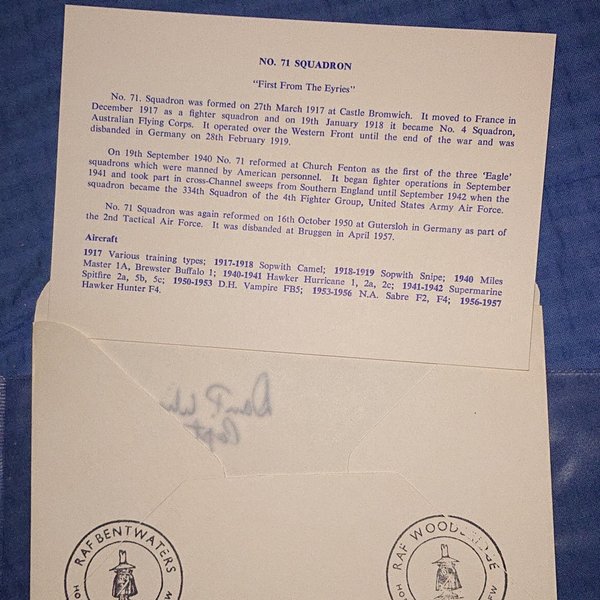 NO. 71 SQUADRON
"First From The Eyries"
No. 71. Squadron was formed on 27th March 1917 at Castle Bromwich. It moved to France in
December 1917 as a fighter squadron and on 19th January 1918 it became No. 4 Squadron,
Australian Flying Corps. It operated over the Western Front until the end of the war and was
disbanded in Germany on 28th February 1919.
On 19th September 1940 No. 71 reformed at Church Fenton as the first of the three 'Eagle'
squadrons which were manned by American personnel. It began fighter operations in September
1941 and took part in cross-Channel sweeps from Southern England until September 1942 when the
squadron became the 334th Squadron of the 4th Fighter Group, United States Army Air Force.
No. 71 Squadron was again reformed on 16th October 1950 at Gutersloh in Germany as part of
the 2nd Tactical Air Force. It was disbanded at Bruggen in April 1957.
Aircraft
1917 Various training types; 1917-1918 Sopwith Camel; 1918-1919 Sopwith Snipe; 1940 Miles
Master 1A, Brewster Buffalo 1; 1940-1941 Hawker Hurricane 1, 2a, 2c; 1941-1942 Supermarine
Spitfire 2a, 5b, 5c; 1950-1953 D.H. Vampire FB5; 1953-1956 N.A. Sabre F2, F4; 1956-1957
Hawker Hunter F4.
RAF BENTWATERS
RAF WOODBRIDGE